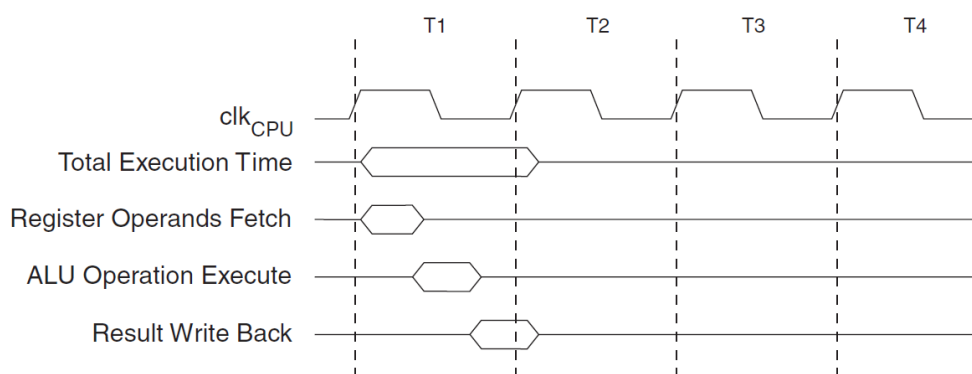 T1 T2 T3 T4
clkCPU
Total Execution Time
Register Operands Fetch
ALU Operation Execute
Result Write Back